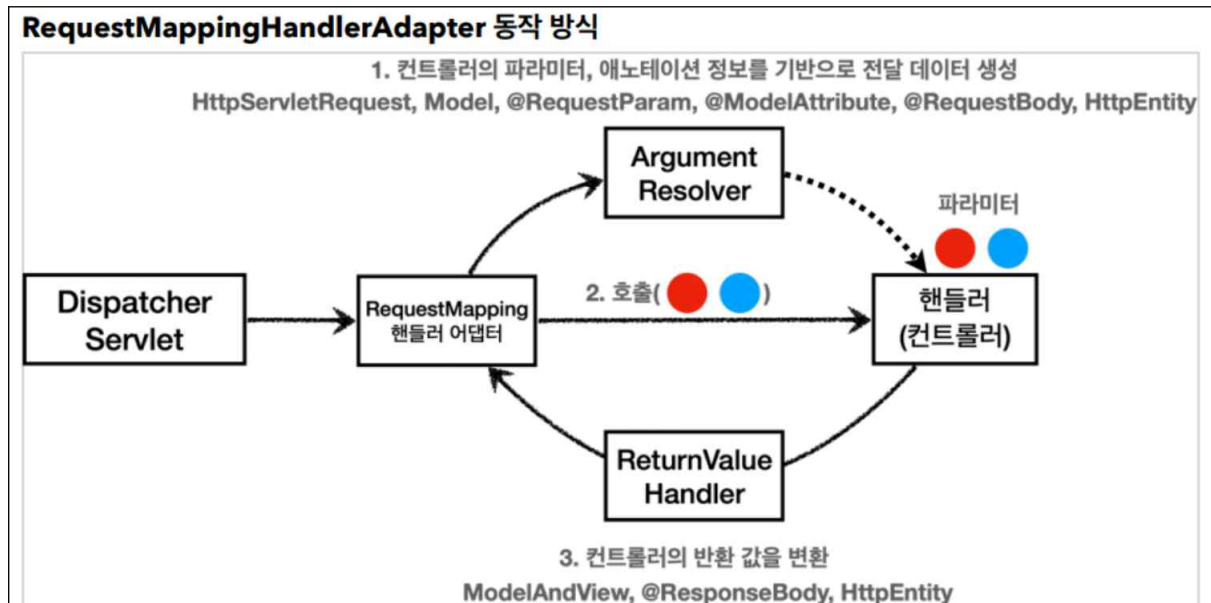 RequestMappingHandlerAdapter 동작 방식
1. 컨트롤러의 파라미터, 애노테이션 정보를 기반으로 전달 데이터 생성
HttpServletRequest, Model, @RequestParam, @ModelAttribute, @RequestBody, HttpEntity
Argument
Resolver
파라미터
Dispatcher
Servlet
RequestMapping
핸들러 어댑터
2. 호출( )
핸들러
(컨트롤러)
ReturnValue
Handler
3. 컨트롤러의 반환 값을 변환
ModelAndView, @ResponseBody, HttpEntity